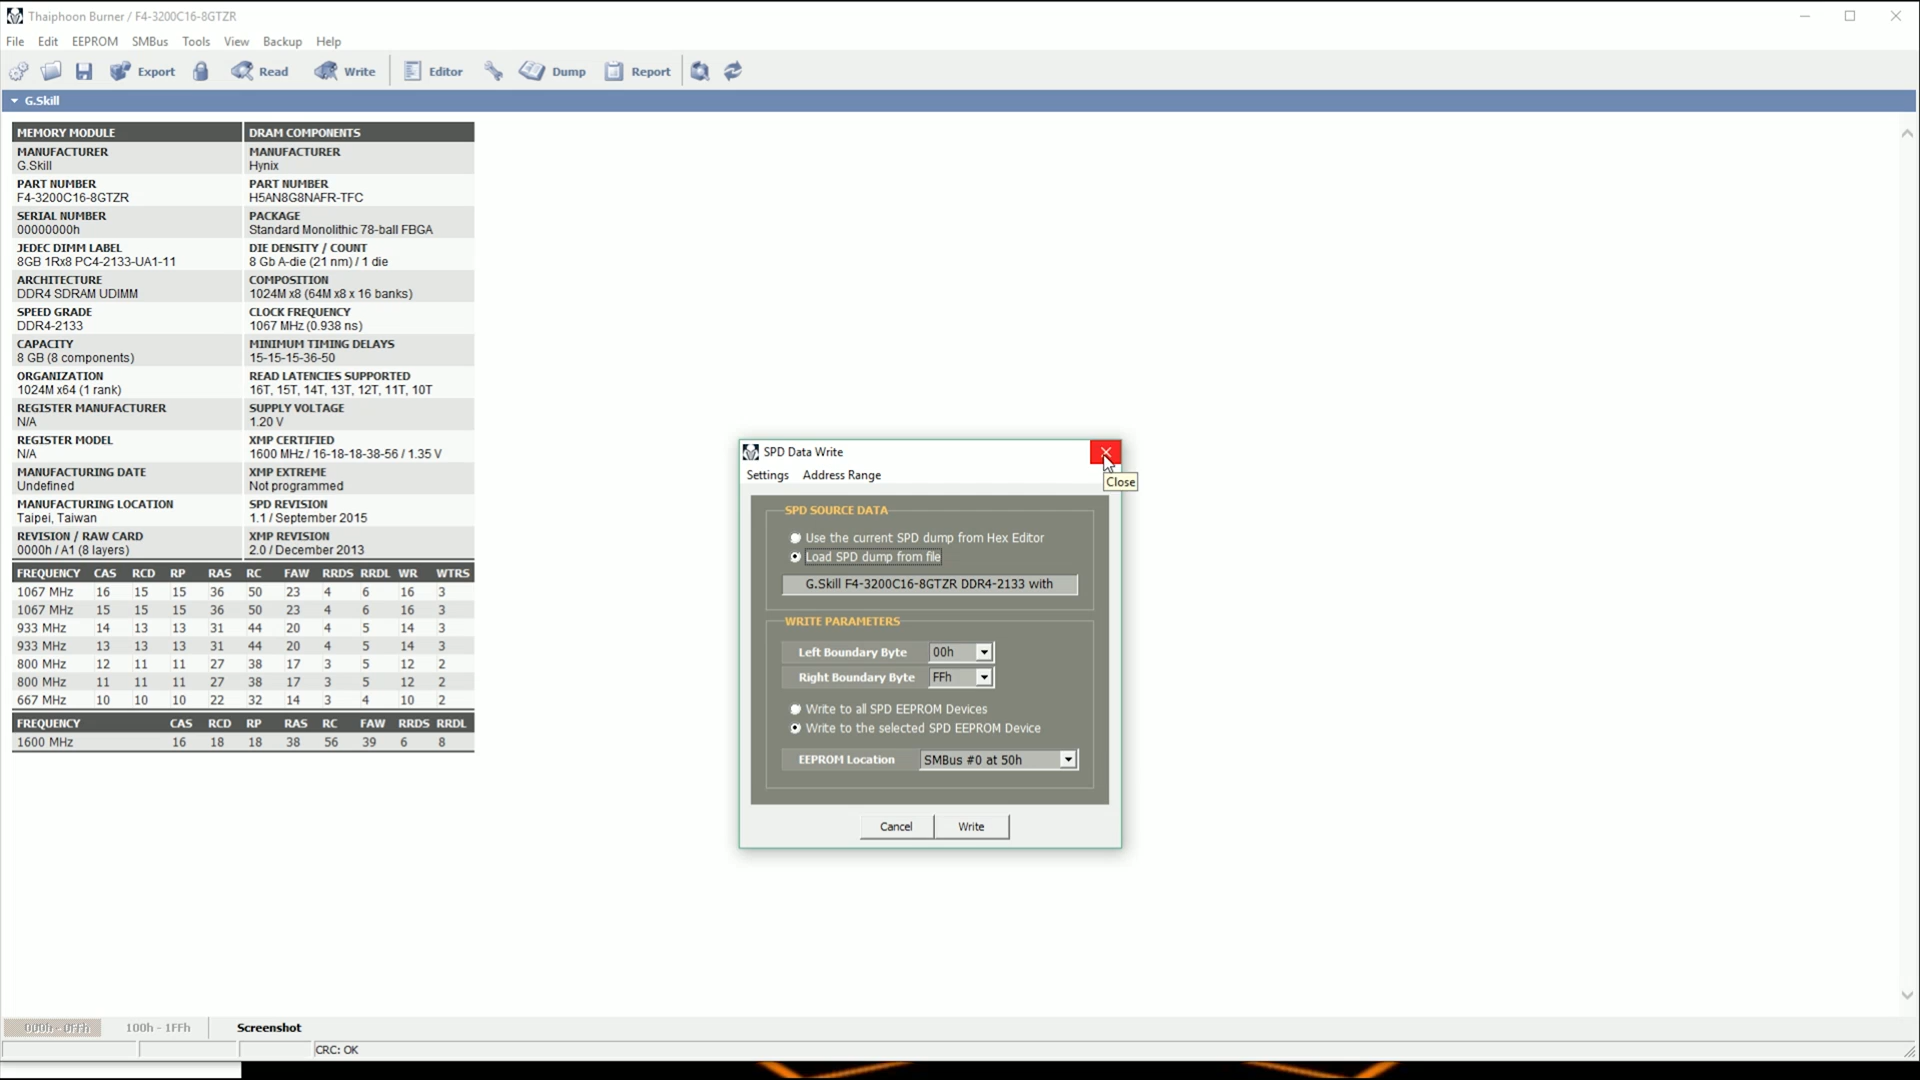 Thaiphoon Burner / F4-3200C16-8GTZR
File Edit EEPROM SMBus Tools View Backup Help
Export Read Write Editor Dump Report
G.Skill
MEMORY MODULE DRAM COMPONENTS
MANUFACTURER MANUFACTURER
G.Skill Hynix
PART NUMBER PART NUMBER
F4-3200C16-8GTZR H5AN8G8NAFR-TFC
SERIAL NUMBER PACKAGE
00000000h Standard Monolithic 78-ball FBGA
JEDEC DIMM LABEL DIE DENSITY / COUNT
8GB 1Rx8 PC4-2133-UA1-11 8 Gb A-die (21 nm) / 1 die
ARCHITECTURE COMPOSITION
DDR4 SDRAM UDIMM 1024M x8 (64M x8 x 16 banks)
SPEED GRADE CLOCK FREQUENCY
DDR4-2133 1067 MHz (0.938 ns)
CAPACITY MINIMUM TIMING DELAYS
8 GB (8 components) 15-15-15-36-50
ORGANIZATION READ LATENCIES SUPPORTED
1024M x64 (1 rank) 16T, 15T, 14T, 13T, 12T, 11T, 10T
REGISTER MANUFACTURER SUPPLY VOLTAGE
N/A 1.20 V
REGISTER MODEL XMP CERTIFIED
N/A 1600 MHz / 16-18-18-38-56 / 1.35 V
MANUFACTURING DATE XMP EXTREME
Undefined Not programmed
MANUFACTURING LOCATION SPD REVISION
Taipei, Taiwan 1.1 / September 2015
REVISION / RAW CARD XMP REVISION
0000h / A1 (8 layers) 2.0 / December 2013
FREQUENCY CAS RCD RP RAS RC FAW RRDS RRDL WR WTRS
1067 MHz 16 15 15 36 50 23 4 6 16 3
1067 MHz 15 15 15 36 50 23 4 6 16 3
933 MHz 14 13 13 31 44 20 4 5 14 3
933 MHz 13 13 13 31 44 20 4 5 14 3
800 MHz 12 11 11 27 38 17 3 5 12 2
800 MHz 11 11 11 27 38 17 3 5 12 2
667 MHz 10 10 10 22 32 14 3 4 10 2
FREQUENCY CAS RCD RP RAS RC FAW RRDS RRDL
1600 MHz 16 18 18 38 56 39 6 8
SPD Data Write
Settings Address Range
Close
SPD SOURCE DATA
Use the current SPD dump from Hex Editor
Load SPD dump from file
G.Skill F4-3200C16-8GTZR DDR4-2133 with
WRITE PARAMETERS
Left Boundary Byte 00h
Right Boundary Byte FFh
Write to all SPD EEPROM Devices
Write to the selected SPD EEPROM Device
EEPROM Location SMBus #0 at 50h
Cancel Write
000h - 0FFh 100h - 1FFh Screenshot
CRC: OK